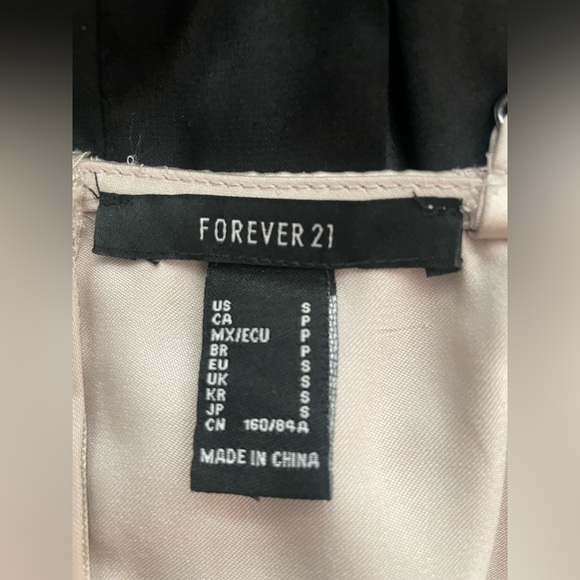 FOREVER 21
US S
CA P
MX/ECU P
BR P
EU S
UK S
KR S
JP S
CN 160/84A
MADE IN CHINA